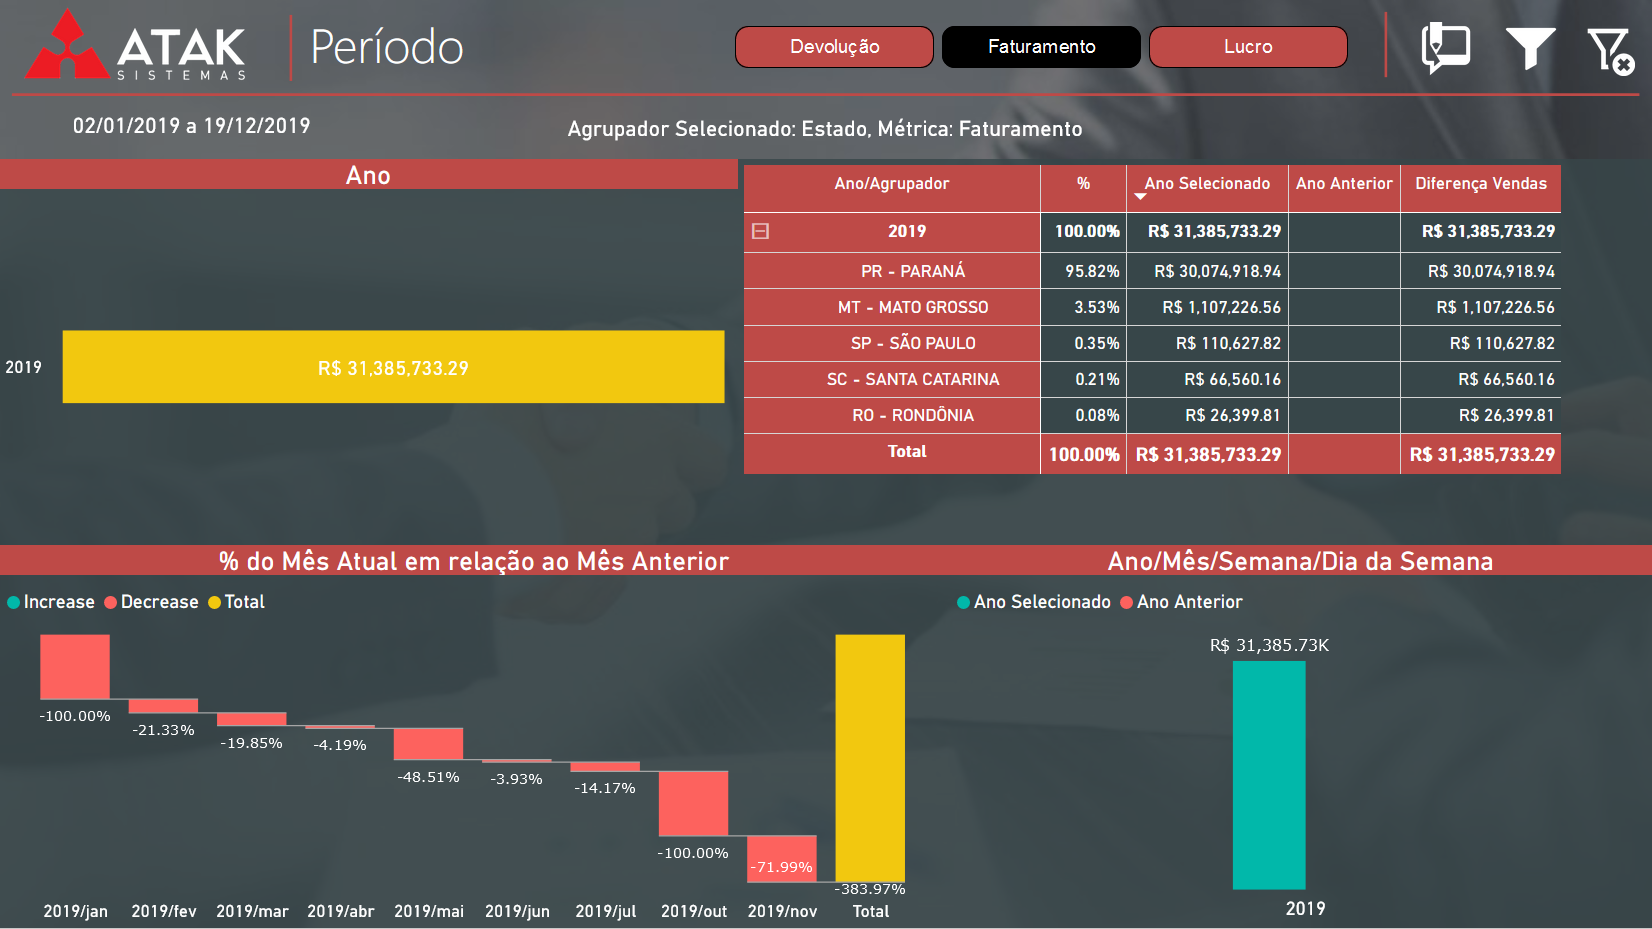 ATAK
SISTEMAS
Período
Devolução
Faturamento
Lucro
02/01/2019 a 19/12/2019
Agrupador Selecionado: Estado, Métrica: Faturamento
Ano
2019
R$ 31,385,733.29
Ano/Agrupador % Ano Selecionado Ano Anterior Diferença Vendas
2019 100.00% R$ 31,385,733.29 R$ 31,385,733.29
PR - PARANÁ 95.82% R$ 30,074,918.94 R$ 30,074,918.94
MT - MATO GROSSO 3.53% R$ 1,107,226.56 R$ 1,107,226.56
SP - SÃO PAULO 0.35% R$ 110,627.82 R$ 110,627.82
SC - SANTA CATARINA 0.21% R$ 66,560.16 R$ 66,560.16
RO - RONDÔNIA 0.08% R$ 26,399.81 R$ 26,399.81
Total 100.00% R$ 31,385,733.29 R$ 31,385,733.29
% do Mês Atual em relação ao Mês Anterior
Increase Decrease Total
-100.00%
-21.33%
-19.85%
-4.19%
-48.51%
-3.93%
-14.17%
-100.00%
-71.99%
-383.97%
2019/jan 2019/fev 2019/mar 2019/abr 2019/mai 2019/jun 2019/jul 2019/out 2019/nov Total
Ano/Mês/Semana/Dia da Semana
Ano Selecionado Ano Anterior
R$ 31,385.73K
2019